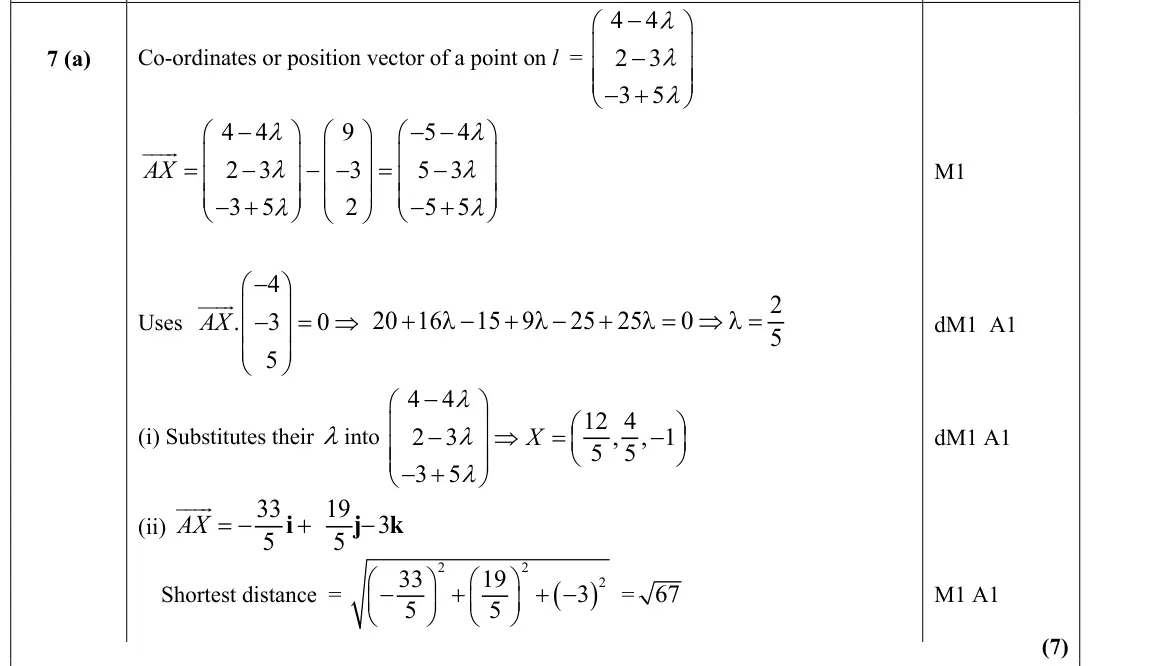 7 (a) Co-ordinates or position vector of a point on l = (4 − 4λ, 2 − 3λ, −3 + 5λ)
AX⃗ = (4 − 4λ, 2 − 3λ, −3 + 5λ) − (9, −3, 2) = (−5 − 4λ, 5 − 3λ, −5 + 5λ) M1
Uses AX⃗ . (−4, −3, 5) = 0 ⇒ 20 + 16λ − 15 + 9λ − 25 + 25λ = 0 ⇒ λ = 2/5 dM1 A1
(i) Substitutes their λ into (4 − 4λ, 2 − 3λ, −3 + 5λ) ⇒ X = (12/5, 4/5, −1) dM1 A1
(ii) AX⃗ = −33/5 i + 19/5 j − 3k
Shortest distance = √((−33/5)² + (19/5)² + (−3)²) = √67 M1 A1
(7)